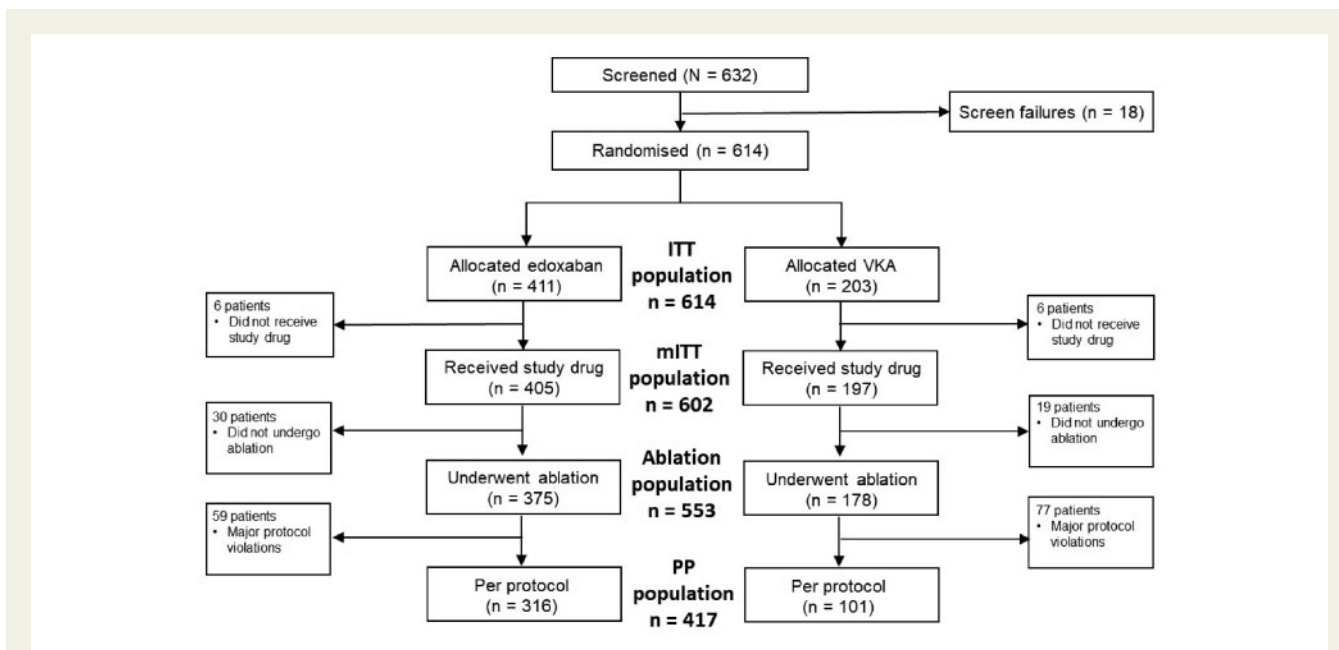 Screened (N = 632)
Screen failures (n = 18)
Randomised (n = 614)
Allocated edoxaban
(n = 411)
ITT
population
n = 614
Allocated VKA
(n = 203)
6 patients
• Did not receive
study drug
6 patients
• Did not receive
study drug
Received study drug
(n = 405)
mITT
population
n = 602
Received study drug
(n = 197)
30 patients
• Did not undergo
ablation
19 patients
• Did not undergo
ablation
Underwent ablation
(n = 375)
Ablation
population
n = 553
Underwent ablation
(n = 178)
59 patients
• Major protocol
violations
77 patients
• Major protocol
violations
Per protocol
(n = 316)
PP
population
n = 417
Per protocol
(n = 101)